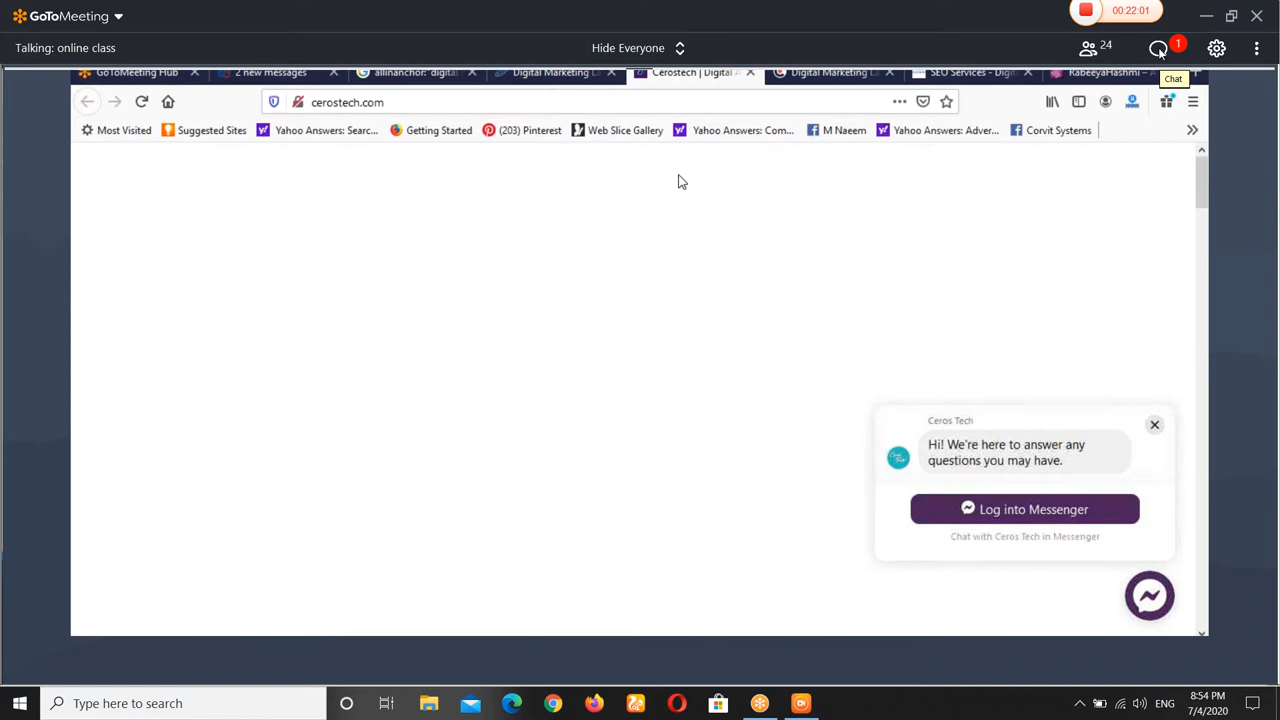 GoToMeeting
00:22:01
Talking: online class
Hide Everyone
24
1
Chat
GoToMeeting Hub
2 new messages
allinanchor: "digital
Digital Marketing L
Cerostech | Digital A
Digital Marketing L
SEO Services - Digit
RabeeyaHashmi –
cerostech.com
Most Visited
Suggested Sites
Yahoo Answers: Searc...
Getting Started
(203) Pinterest
Web Slice Gallery
Yahoo Answers: Com...
M Naeem
Yahoo Answers: Adver...
Corvit Systems
Ceros Tech
Hi! We're here to answer any
questions you may have.
Log into Messenger
Chat with Ceros Tech in Messenger
Type here to search
ENG
8:54 PM
7/4/2020